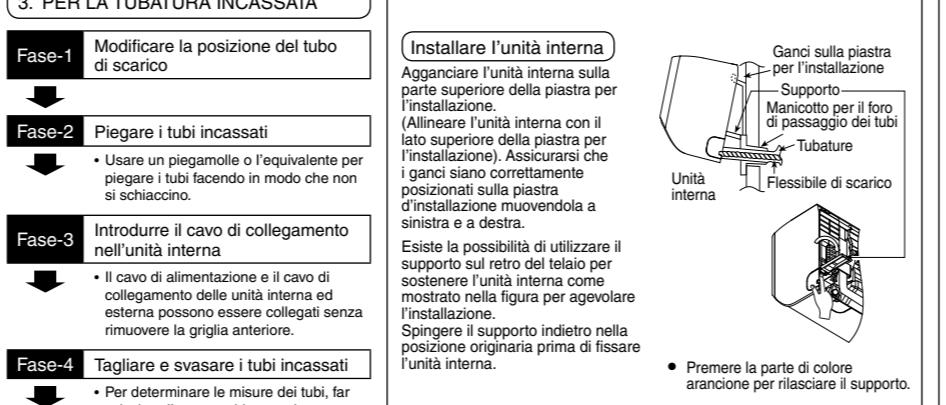 3. PER LA TUBATURA INCASSATA
Fase-1
Modificare la posizione del tubo
di scarico
Fase-2
Piegare i tubi incassati
• Usare un piegamolle o l'equivalente per
piegare i tubi facendo in modo che non
si schiaccino.
Fase-3
Introdurre il cavo di collegamento
nell'unità interna
• Il cavo di alimentazione e il cavo di
collegamento delle unità interna ed
esterna possono essere collegati senza
rimuovere la griglia anteriore.
Fase-4
Tagliare e svasare i tubi incassati
• Per determinare le misure dei tubi, far
Installare l'unità interna
Agganciare l'unità interna sulla
parte superiore della piastra per
l'installazione.
(Allineare l'unità interna con il
lato superiore della piastra per
l'installazione). Assicurarsi che
i ganci siano correttamente
posizionati sulla piastra
d'installazione muovendola a
sinistra e a destra.
Esiste la possibilità di utilizzare il
supporto sul retro del telaio per
sostenere l'unità interna come
mostrato nella figura per agevolare
l'installazione.
Spingere il supporto indietro nella
posizione originaria prima di fissare
l'unità interna.
Ganci sulla piastra
per l'installazione
Supporto
Manicotto per il foro
di passaggio dei tubi
Tubature
Flessibile di scarico
Unità
interna
● Premere la parte di colore
arancione per rilasciare il supporto.